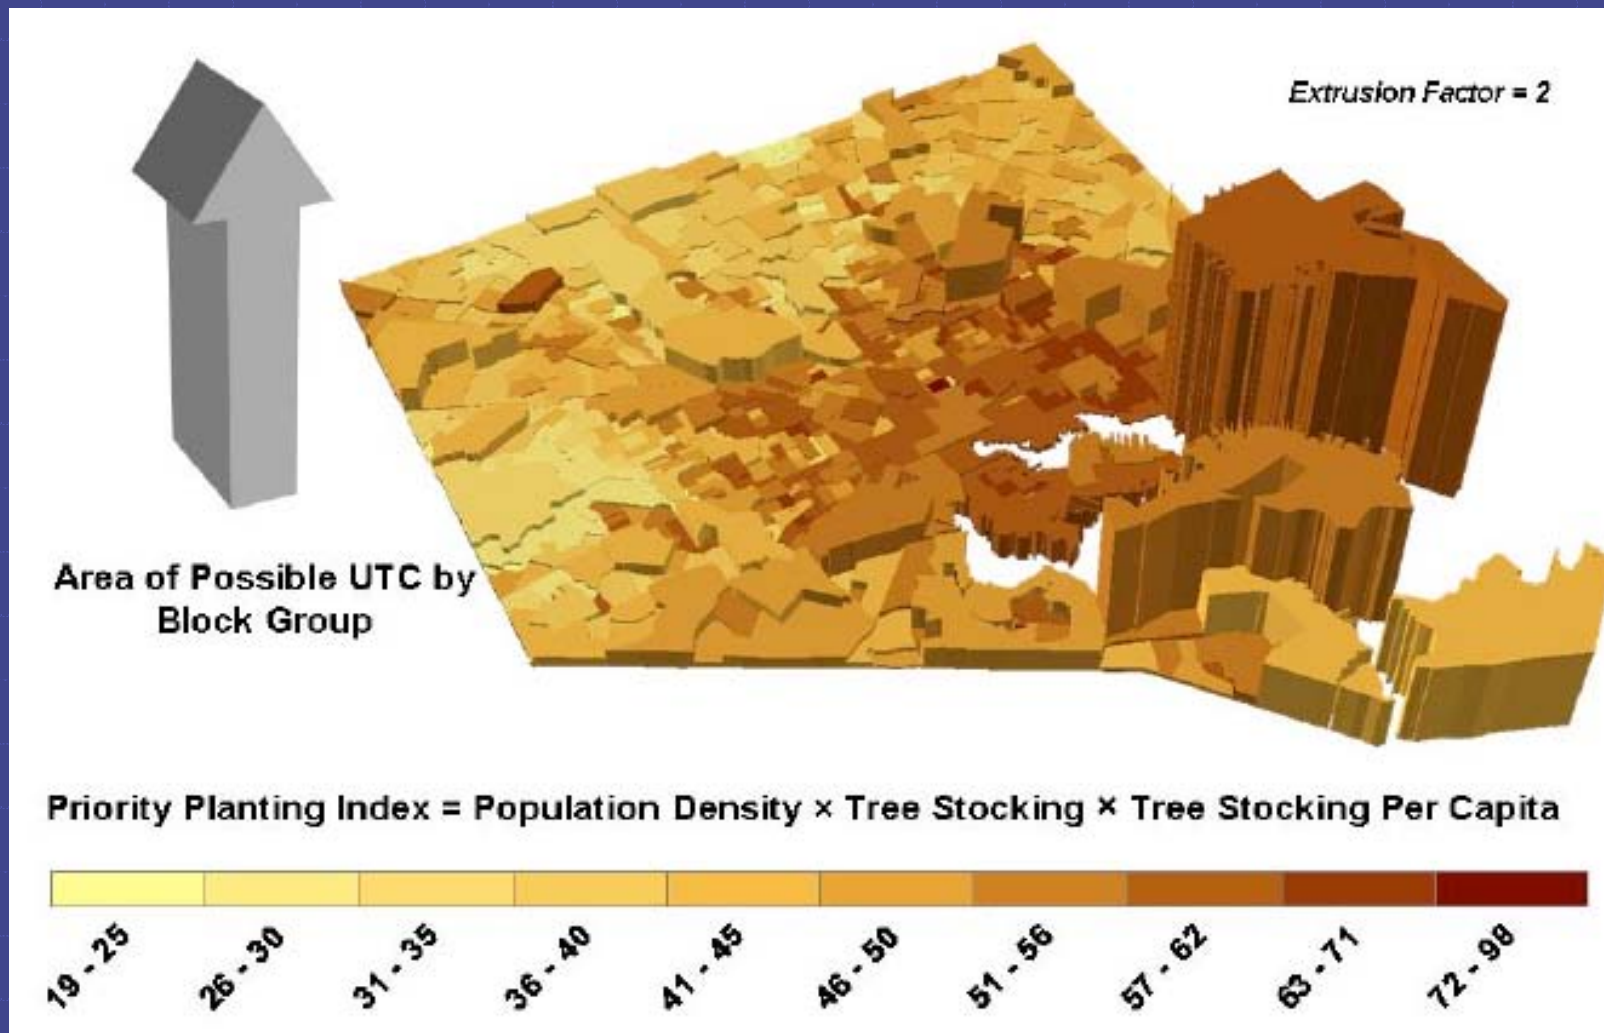 Extrusion Factor = 2
Area of Possible UTC by
Block Group
Priority Planting Index = Population Density × Tree Stocking × Tree Stocking Per Capita
19 - 25
26 - 30
31 - 35
36 - 40
41 - 45
46 - 50
51 - 56
57 - 62
63 - 71
72 - 98